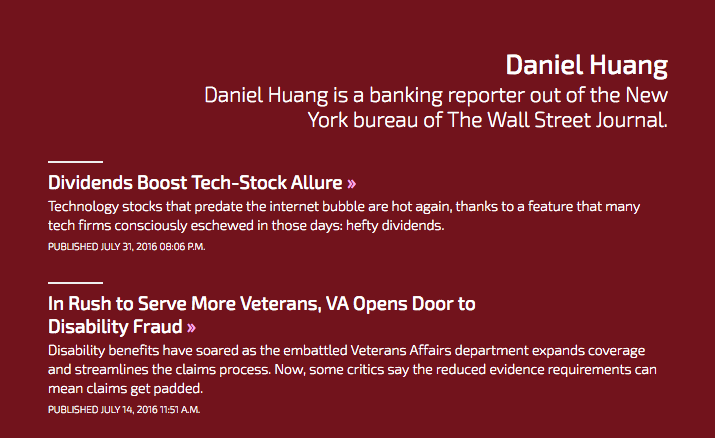 Daniel Huang
Daniel Huang is a banking reporter out of the New
York bureau of The Wall Street Journal.
Dividends Boost Tech-Stock Allure »
Technology stocks that predate the internet bubble are hot again, thanks to a feature that many
tech firms consciously eschewed in those days: hefty dividends.
PUBLISHED JULY 31, 2016 08:06 P.M.
In Rush to Serve More Veterans, VA Opens Door to
Disability Fraud »
Disability benefits have soared as the embattled Veterans Affairs department expands coverage
and streamlines the claims process. Now, some critics say the reduced evidence requirements can
mean claims get padded.
PUBLISHED JULY 14, 2016 11:51 A.M.